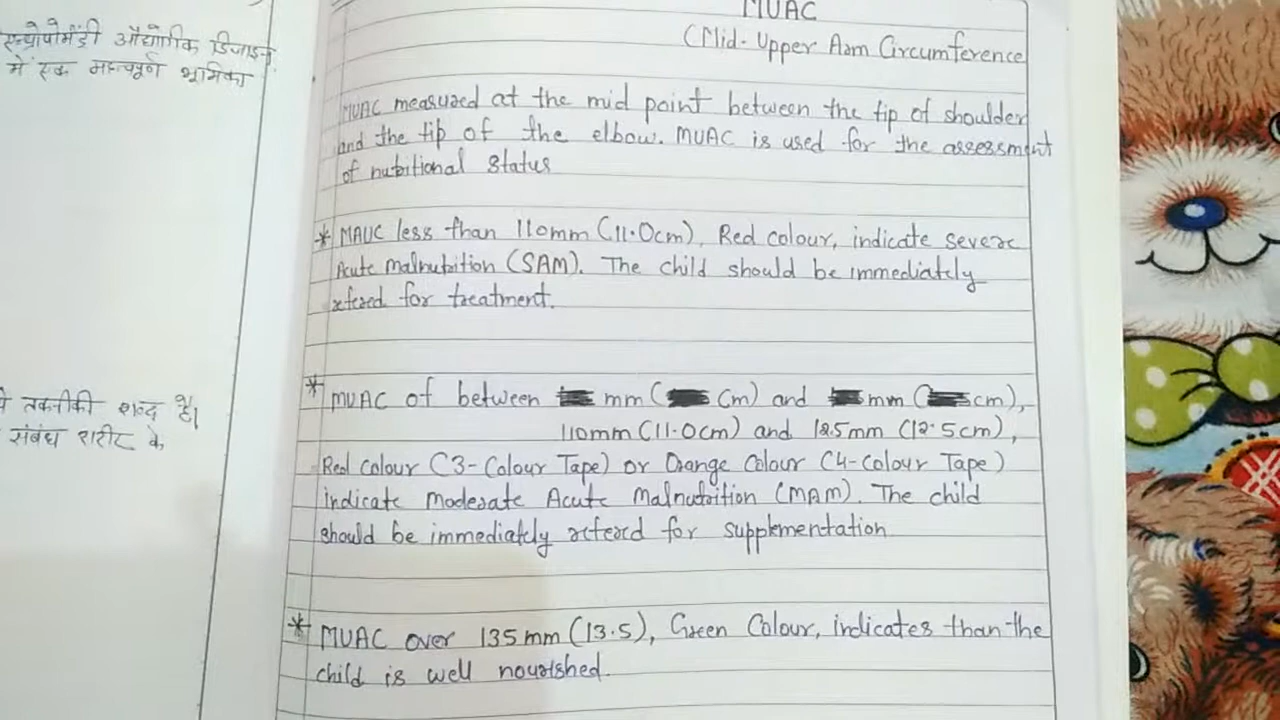 एन्थ्रोपोमेट्री औद्योगिक डिजाइन
में एक महत्वपूर्ण भूमिका
तकनीकी शब्द है।
संबंध शरीर के
MUAC
(Mid-Upper Arm Circumference
MUAC measured at the mid point between the tip of shoulder
and the tip of the elbow. MUAC is used for the assessment
of nutritional status
* MAUC less than 110mm (11.0cm), Red colour, indicate severe
Acute malnutrition (SAM). The child should be immediately
refered for treatment.
* MUAC of between mm ( cm) and mm ( cm),
110mm (11.0cm) and 125mm (12.5cm),
Red colour (3-Colour Tape) or Orange Colour (4-Colour Tape)
indicate Moderate Acute Malnutrition (MAM). The child
should be immediately referd for supplementation
* MUAC over 135mm (13.5), Green Colour, indicates than the
child is well nourished.